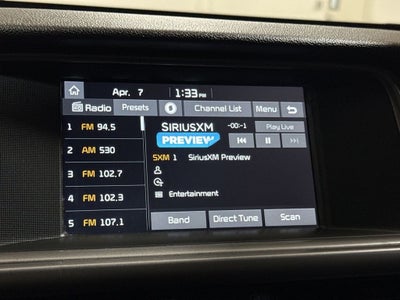 Apr. 7 1:33 PM
Radio Presets Channel List Menu
1 FM 94.5
2 AM 530
3 FM 102.7
4 FM 102.3
5 FM 107.1
SIRIUSXM
PREVIEW
-00:-1 Play Live
SXM 1 SiriusXM Preview
Entertainment
Band Direct Tune Scan